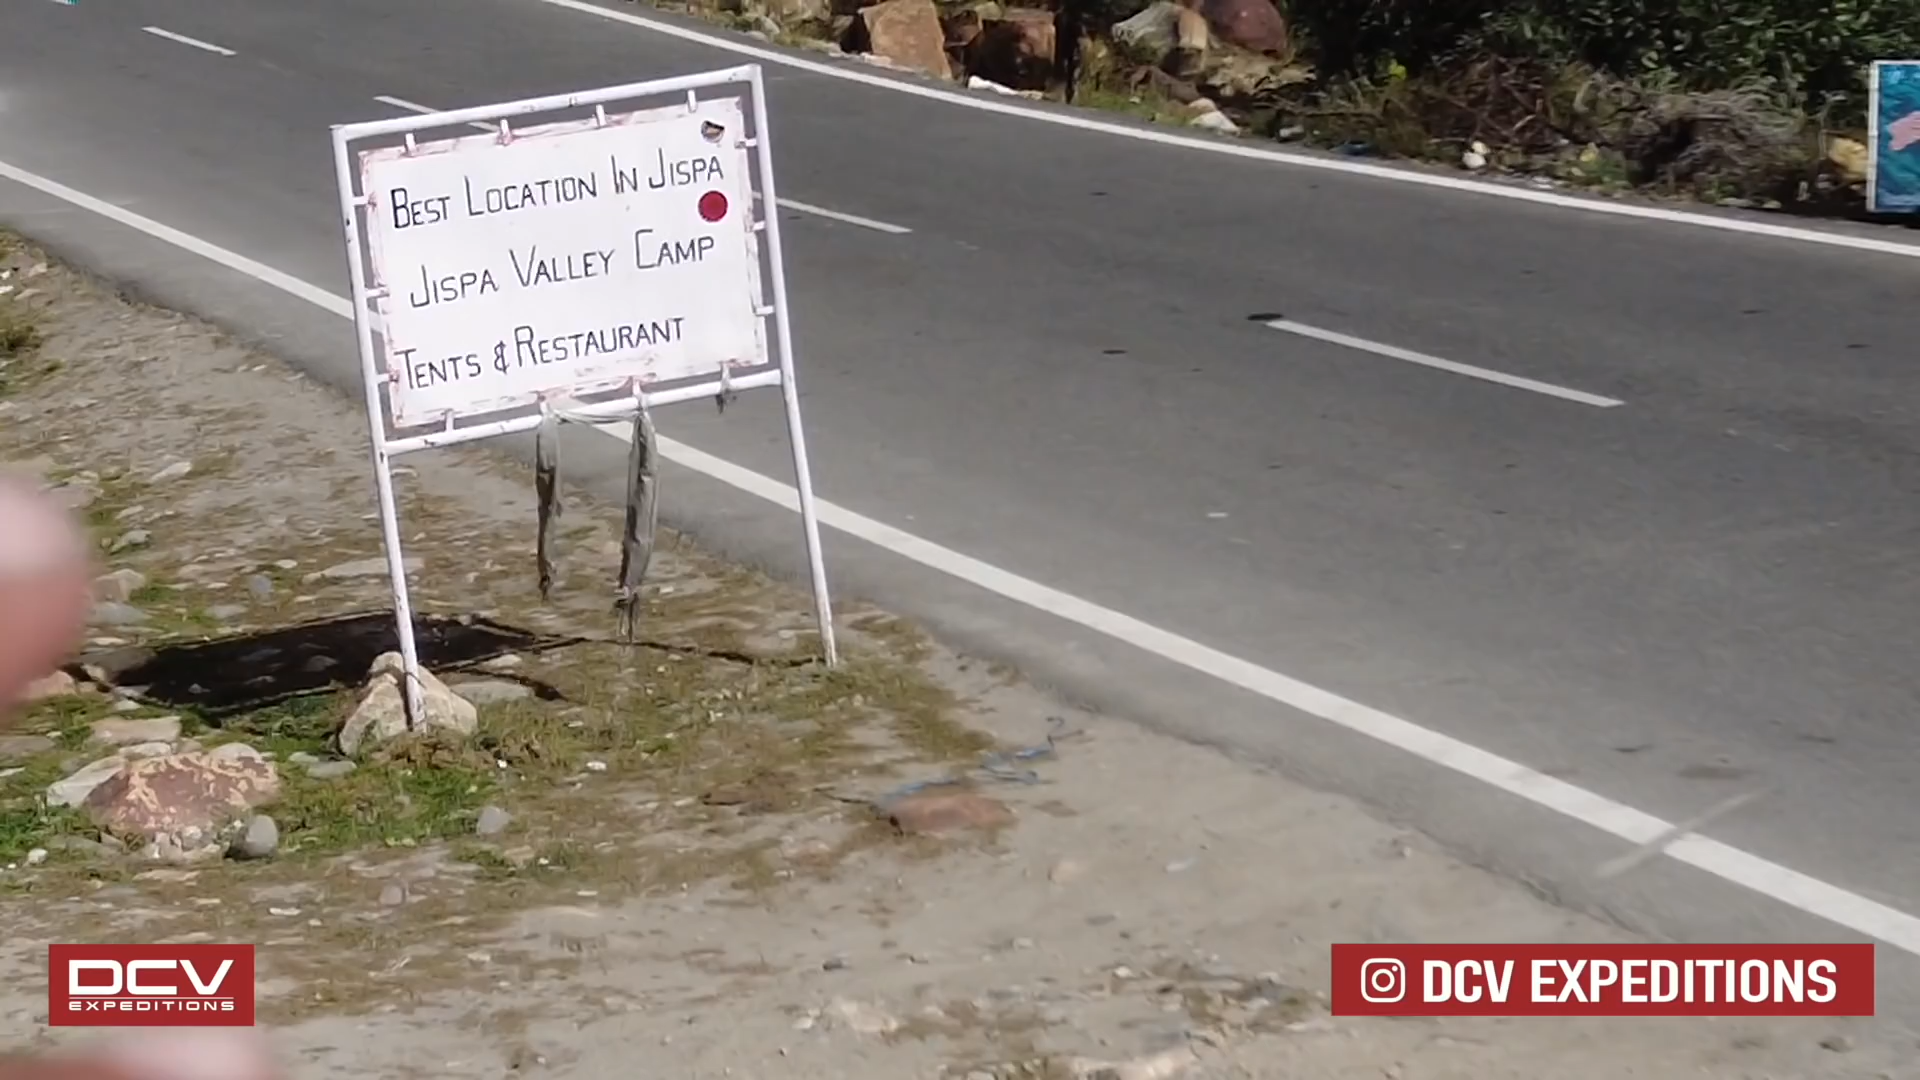 Best Location In Jispa
Jispa Valley Camp
Tents & Restaurant
DCV
EXPEDITIONS
DCV EXPEDITIONS